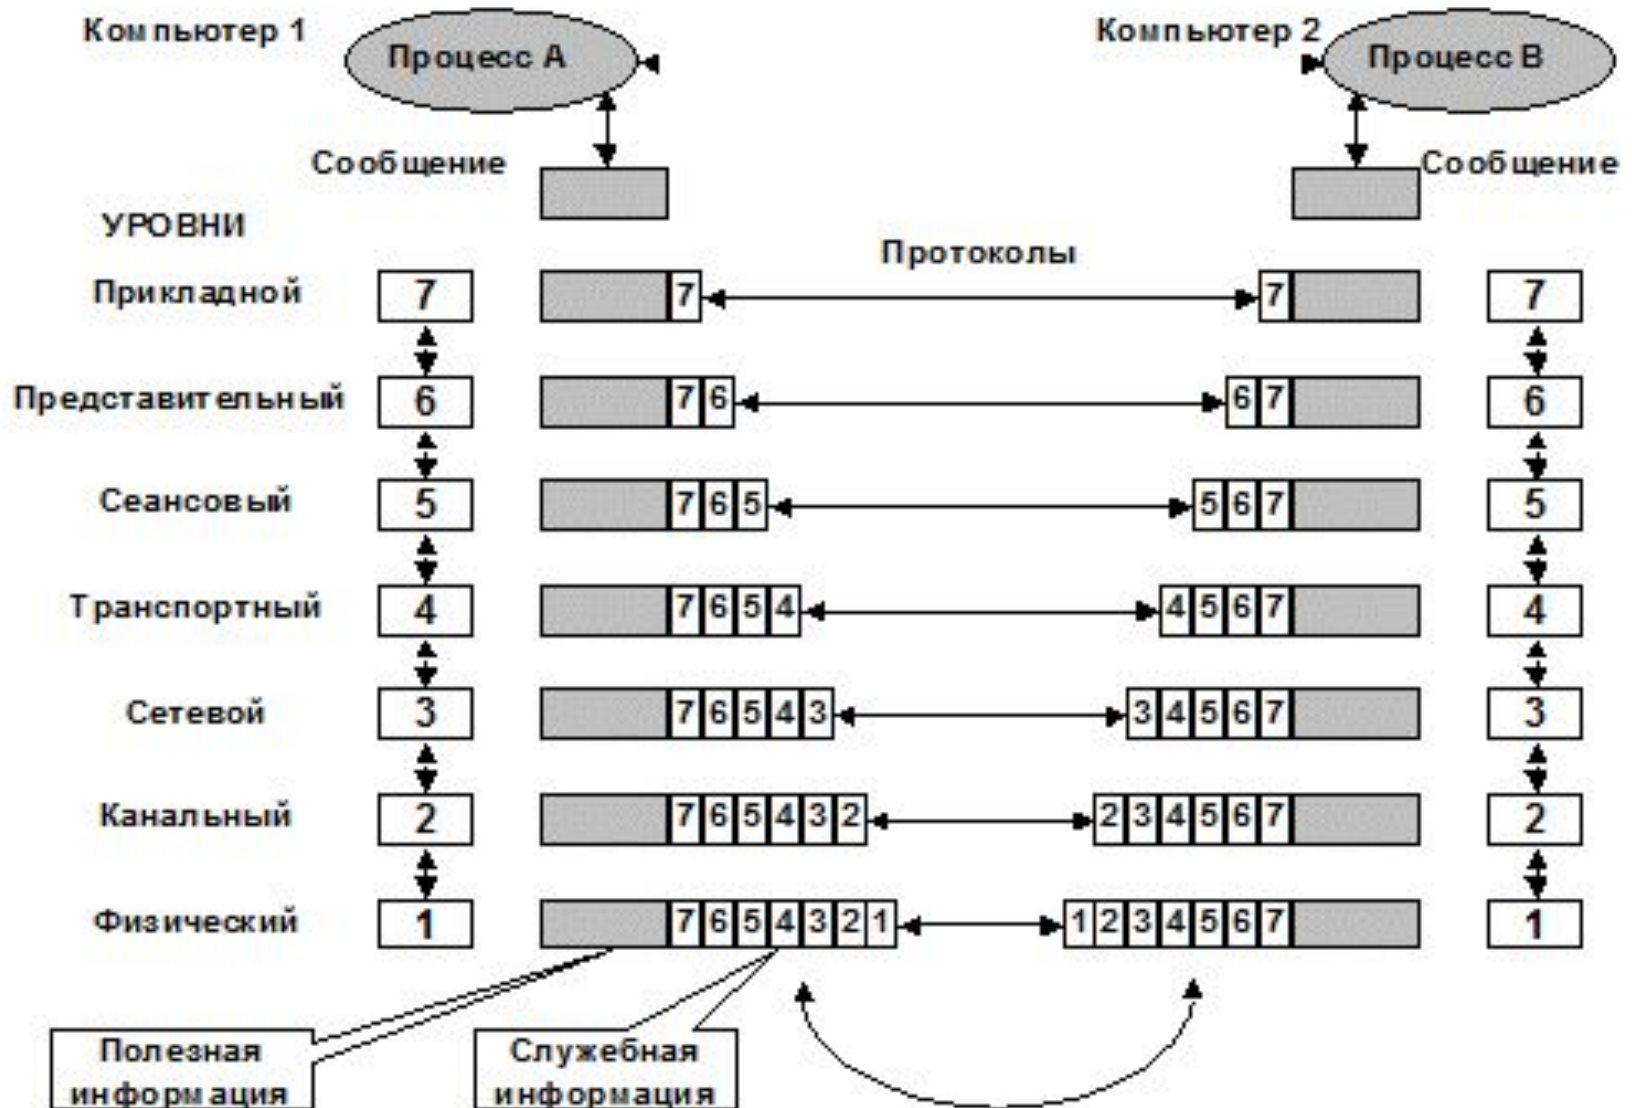 Компьютер 1
Процесс А
Компьютер 2
Процесс В
Сообщение
Сообщение
УРОВНИ
Протоколы
Прикладной 7 7 7 7
Представительный 6 7 6 6 7 6
Сеансовый 5 7 6 5 5 6 7 5
Транспортный 4 7 6 5 4 4 5 6 7 4
Сетевой 3 7 6 5 4 3 3 4 5 6 7 3
Канальный 2 7 6 5 4 3 2 2 3 4 5 6 7 2
Физический 1 7 6 5 4 3 2 1 1 2 3 4 5 6 7 1
Полезная
информация
Служебная
информация